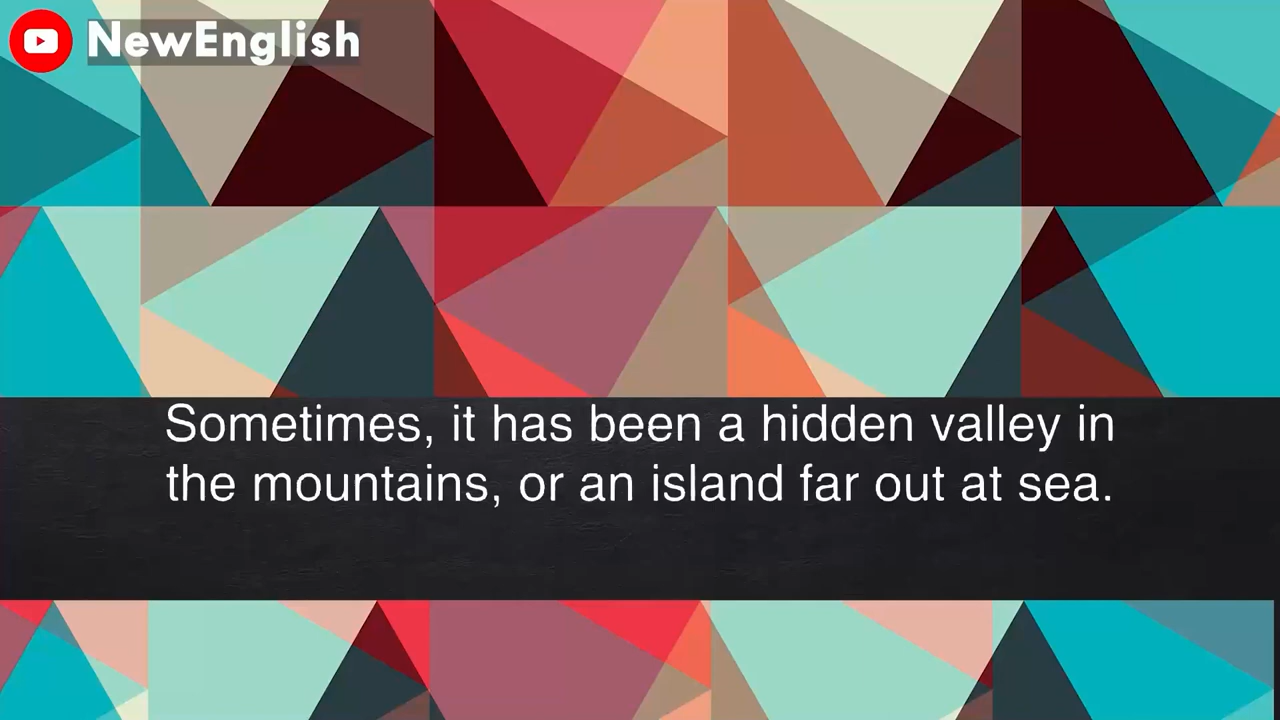 NewEnglish
Sometimes, it has been a hidden valley in
the mountains, or an island far out at sea.